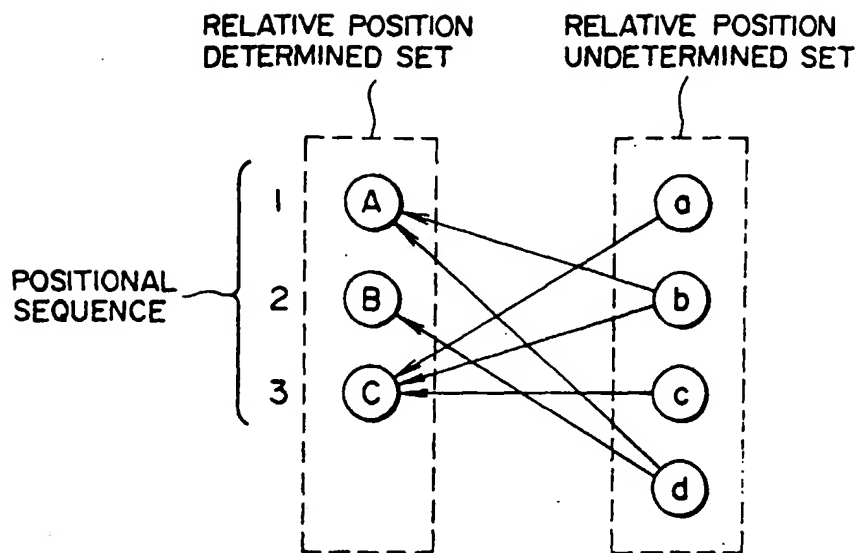 RELATIVE POSITION
DETERMINED SET
RELATIVE POSITION
UNDETERMINED SET
POSITIONAL
SEQUENCE
1 A a
2 B b
3 C c
d